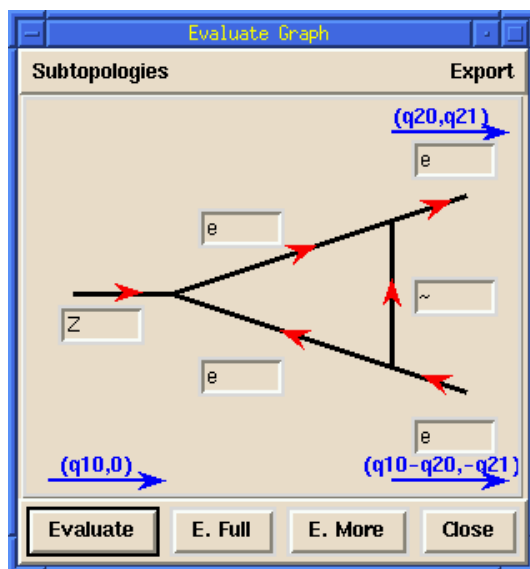 Evaluate Graph
Subtopologies Export
(q20,q21)
e
e
~
Z
e
e
(q10,0) (q10-q20,-q21)
Evaluate E. Full E. More Close